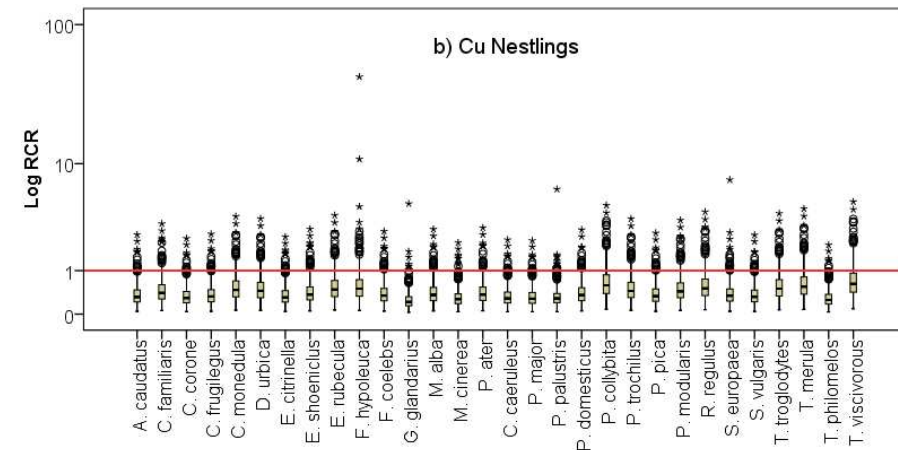 b) Cu Nestlings
Log RCR
100
10
1
0
A. caudatus
C. familiaris
C. corone
C. frugilegus
C. monedula
D. urbica
E. citrinella
E. shoeniclus
E. rubecula
F. hypoleuca
F. coelebs
G. glandarius
M. alba
M. cinerea
P. ater
C. caeruleus
P. major
P. palustris
P. domesticus
P. collybita
P. trochilus
P. pica
P. modularis
R. regulus
S. europaea
S. vulgaris
T. troglodytes
T. merula
T. philomelos
T. viscivorous